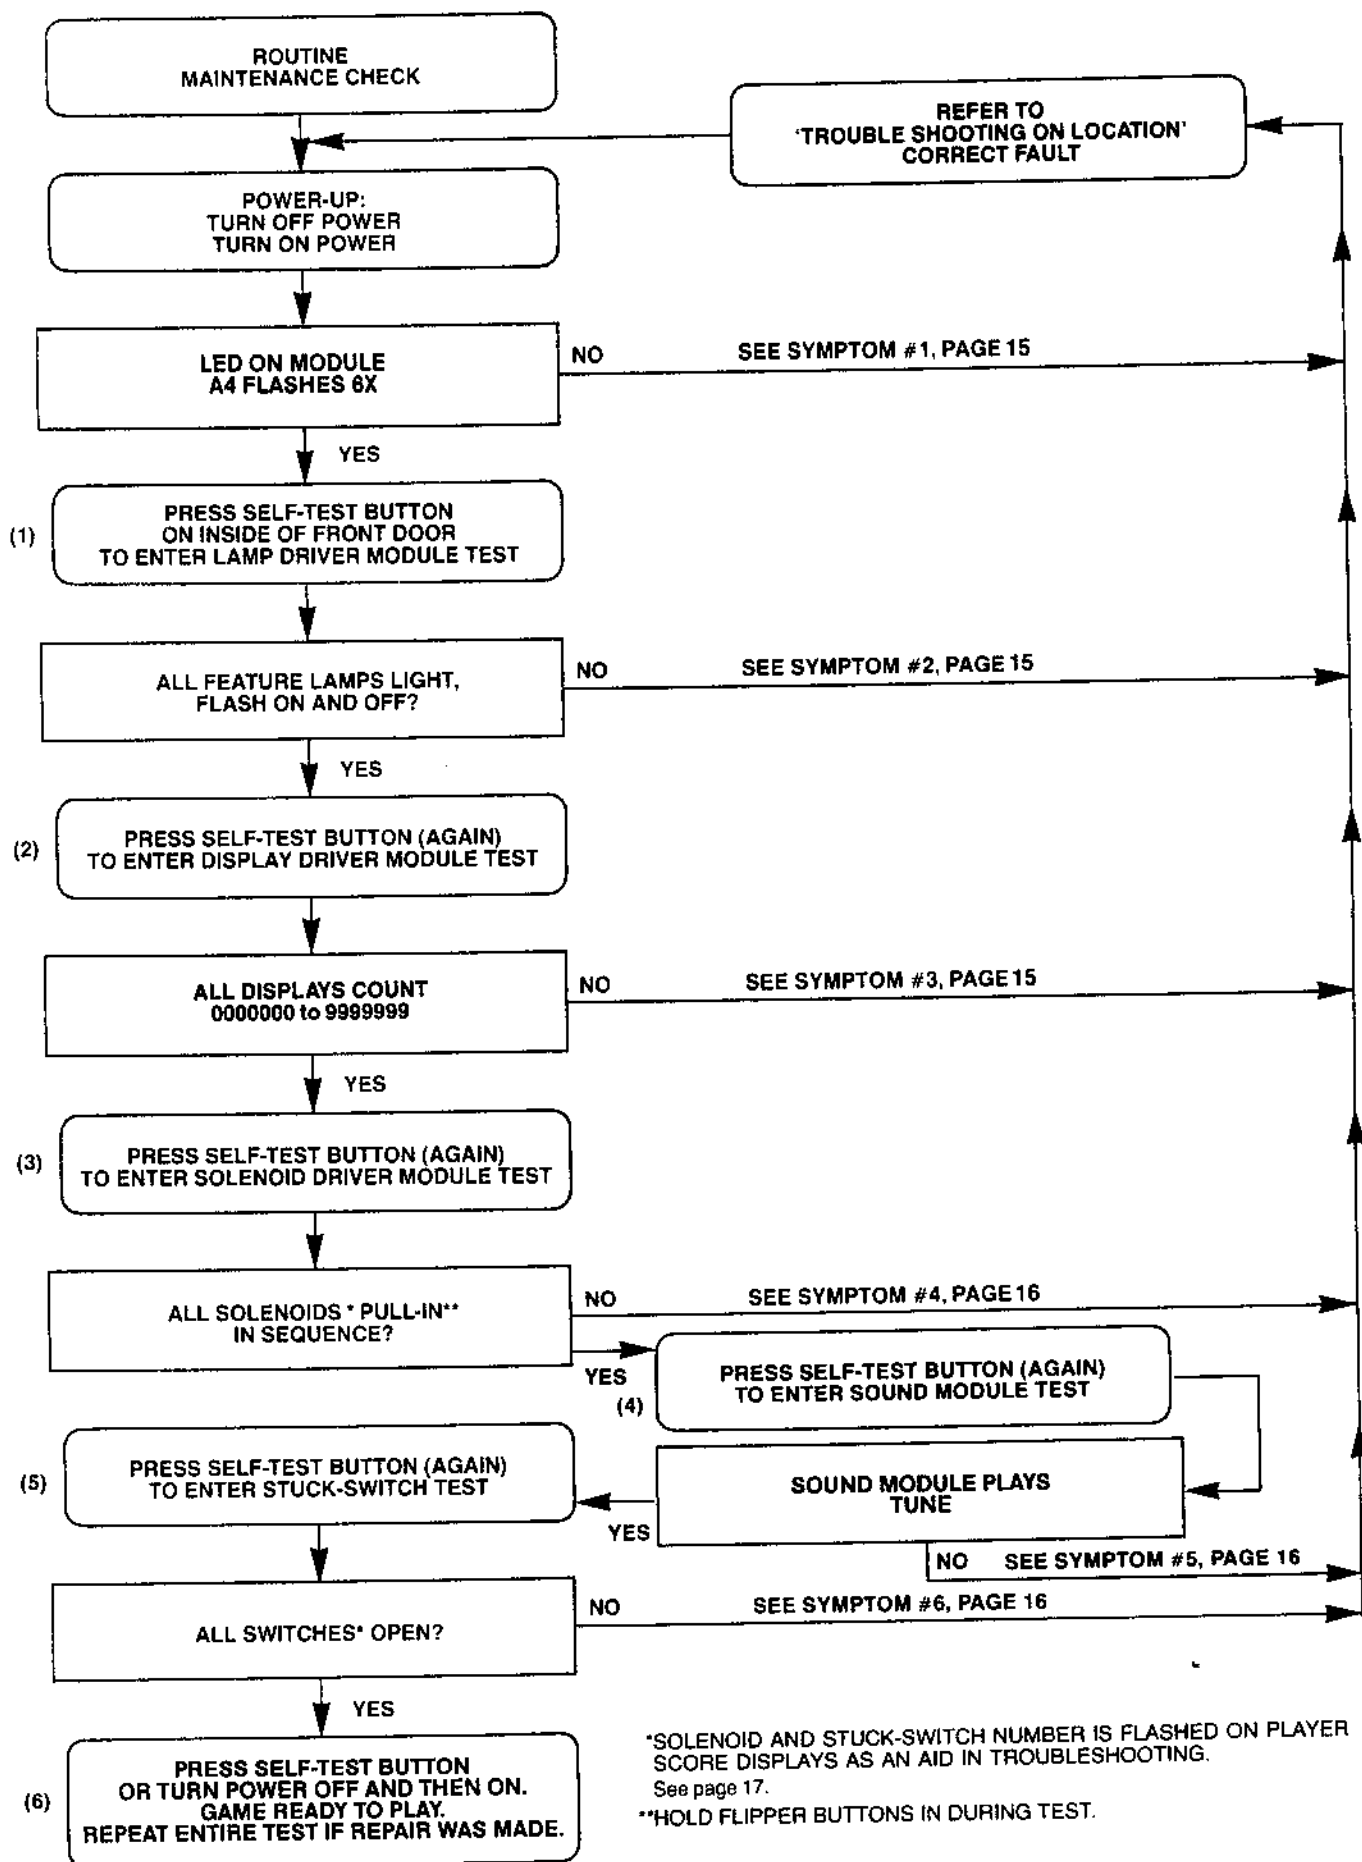 ROUTINE
MAINTENANCE CHECK
REFER TO
'TROUBLE SHOOTING ON LOCATION'
CORRECT FAULT
POWER-UP:
TURN OFF POWER
TURN ON POWER
LED ON MODULE
A4 FLASHES 6X
NO
SEE SYMPTOM #1, PAGE 15
YES
(1)
PRESS SELF-TEST BUTTON
ON INSIDE OF FRONT DOOR
TO ENTER LAMP DRIVER MODULE TEST
ALL FEATURE LAMPS LIGHT,
FLASH ON AND OFF?
NO
SEE SYMPTOM #2, PAGE 15
YES
(2)
PRESS SELF-TEST BUTTON (AGAIN)
TO ENTER DISPLAY DRIVER MODULE TEST
ALL DISPLAYS COUNT
0000000 to 9999999
NO
SEE SYMPTOM #3, PAGE 15
YES
(3)
PRESS SELF-TEST BUTTON (AGAIN)
TO ENTER SOLENOID DRIVER MODULE TEST
ALL SOLENOIDS * PULL-IN**
IN SEQUENCE?
NO
SEE SYMPTOM #4, PAGE 16
YES
(4)
PRESS SELF-TEST BUTTON (AGAIN)
TO ENTER SOUND MODULE TEST
SOUND MODULE PLAYS
TUNE
YES
NO
SEE SYMPTOM #5, PAGE 16
(5)
PRESS SELF-TEST BUTTON (AGAIN)
TO ENTER STUCK-SWITCH TEST
ALL SWITCHES* OPEN?
NO
SEE SYMPTOM #6, PAGE 16
YES
(6)
PRESS SELF-TEST BUTTON
OR TURN POWER OFF AND THEN ON.
GAME READY TO PLAY.
REPEAT ENTIRE TEST IF REPAIR WAS MADE.
*SOLENOID AND STUCK-SWITCH NUMBER IS FLASHED ON PLAYER
SCORE DISPLAYS AS AN AID IN TROUBLESHOOTING.
See page 17.
**HOLD FLIPPER BUTTONS IN DURING TEST.